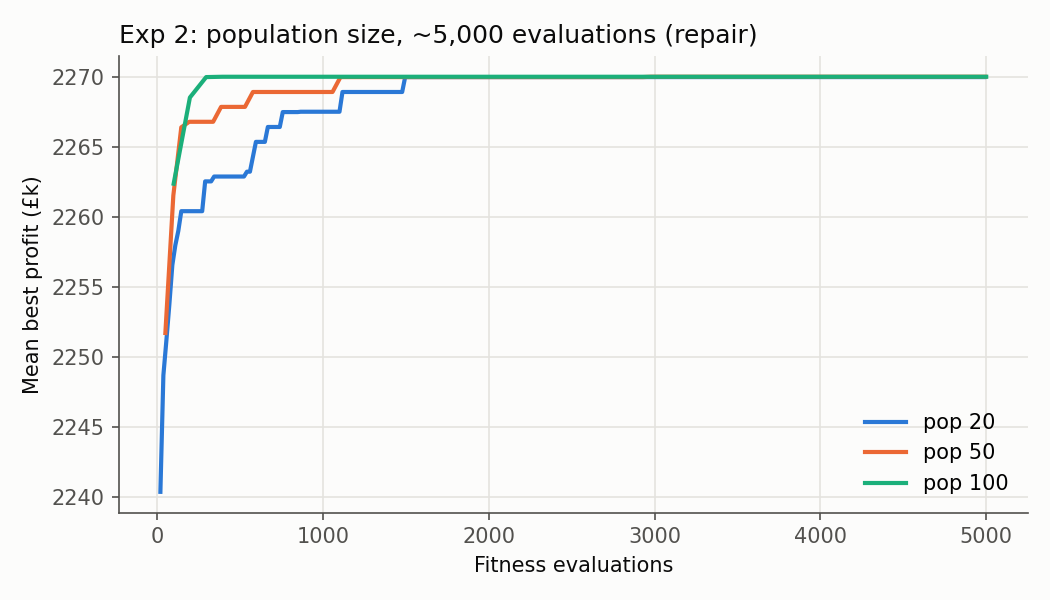 Exp 2: population size, ~5,000 evaluations (repair)
Mean best profit (£k)
2270
2265
2260
2255
2250
2245
2240
0 1000 2000 3000 4000 5000
Fitness evaluations
pop 20
pop 50
pop 100